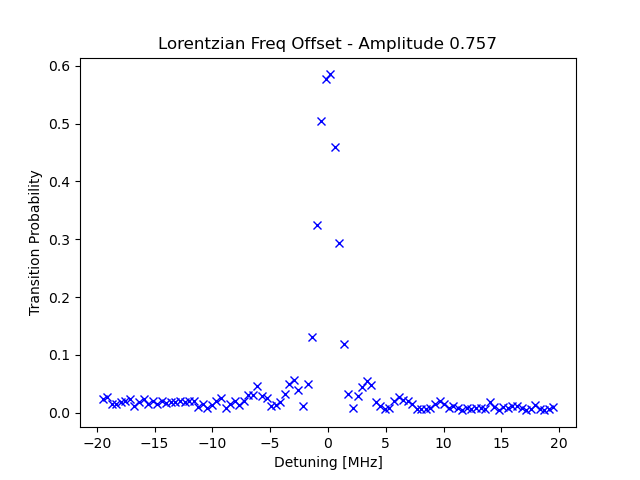 Lorentzian Freq Offset - Amplitude 0.757
0.6
0.5
0.4
0.3
0.2
0.1
0.0
Transition Probability
−20 −15 −10 −5 0 5 10 15 20
Detuning [MHz]